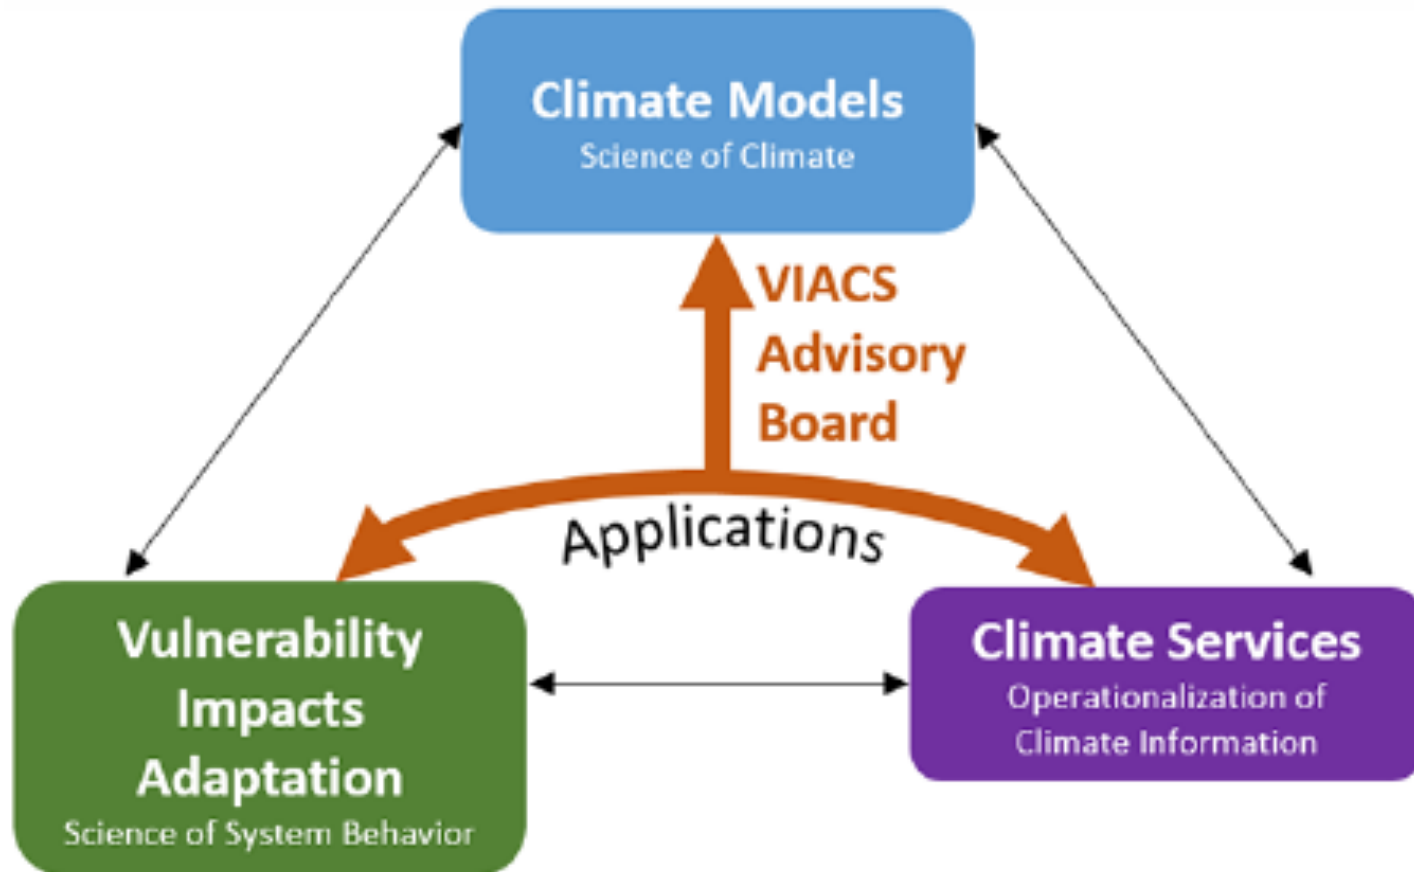 Climate Models
Science of Climate
VIACS
Advisory
Board
Applications
Vulnerability
Impacts
Adaptation
Science of System Behavior
Climate Services
Operationalization of
Climate Information